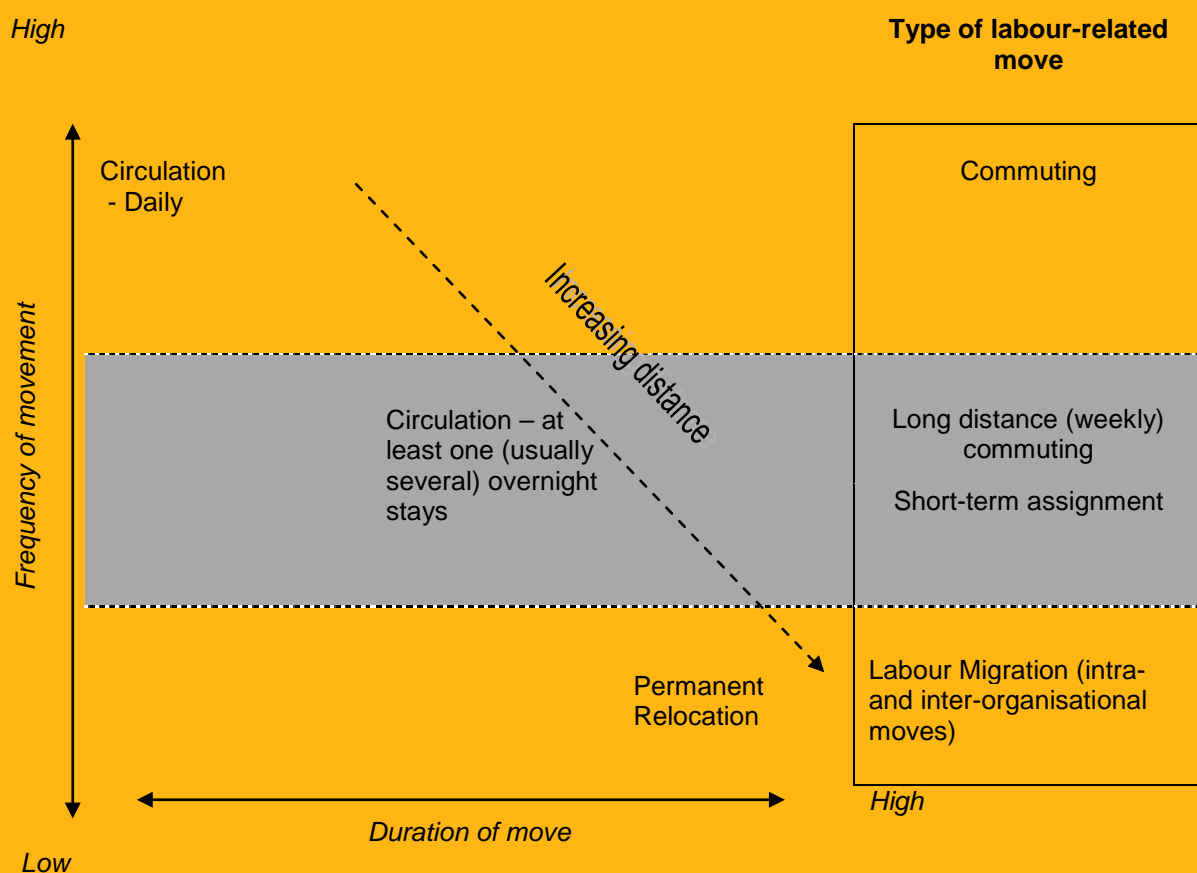 High
Type of labour-related
move
Circulation
- Daily
Commuting
Increasing distance
Frequency of movement
Circulation – at
least one (usually
several) overnight
stays
Long distance (weekly)
commuting
Short-term assignment
Permanent
Relocation
Labour Migration (intra-
and inter-organisational
moves)
High
Duration of move
Low